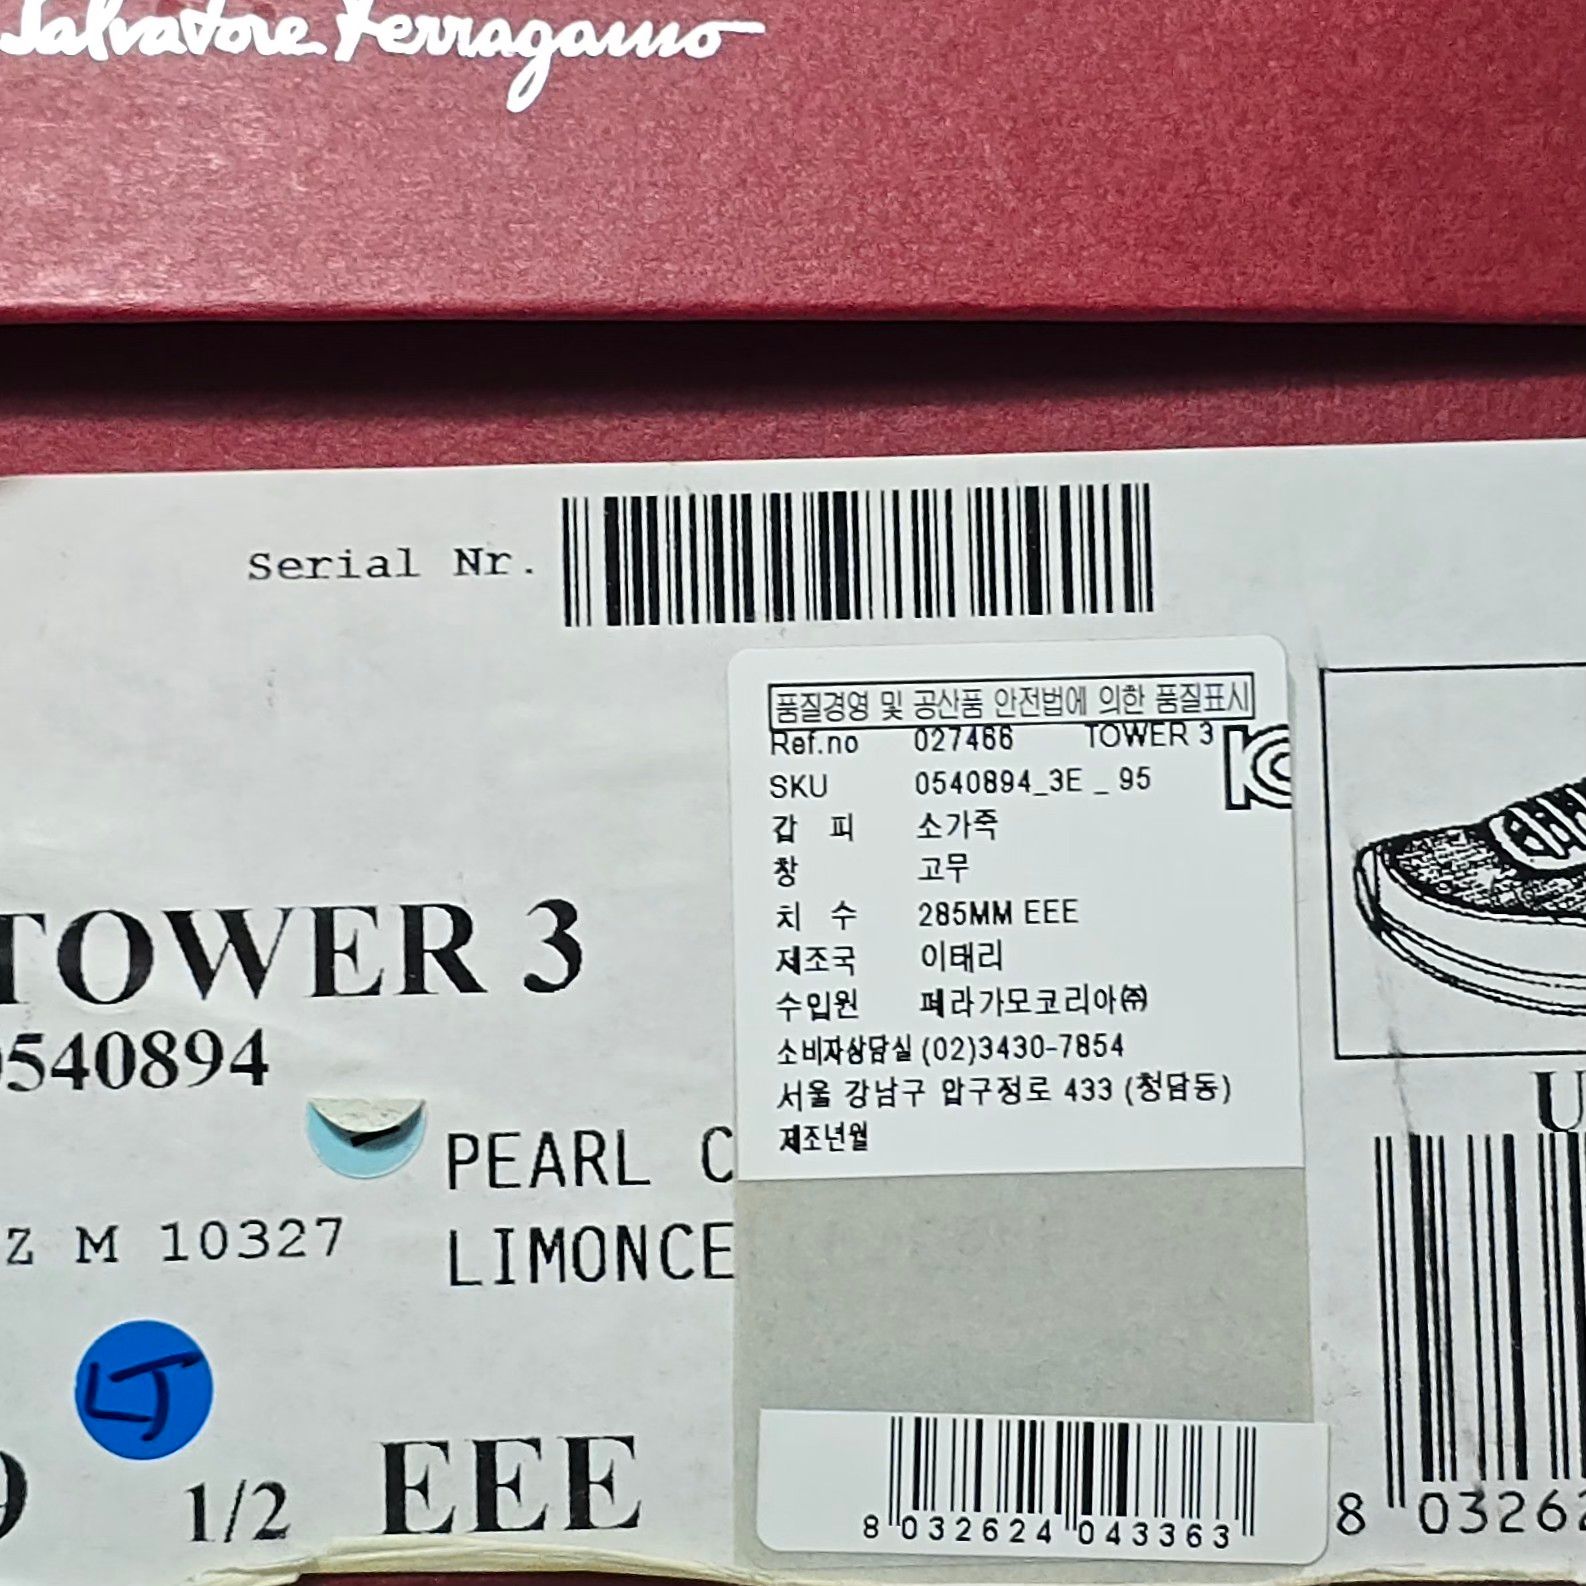 Salvatore Ferragamo
Serial Nr.
품질경영 및 공산품 안전법에 의한 품질표시
Ref.no 027466 TOWER 3
SKU 0540894_3E _ 95
갑 피 소가죽
창 고무
치 수 285MM EEE
제조국 이태리
수입원 페라가모코리아㈜
소비자상담실 (02)3430-7854
서울 강남구 압구정로 433 (청담동)
제조년월
TOWER 3
0540894
PEARL C
Z M 10327
LIMONCE
9 1/2 EEE
8 032624 043363
U
8 03262